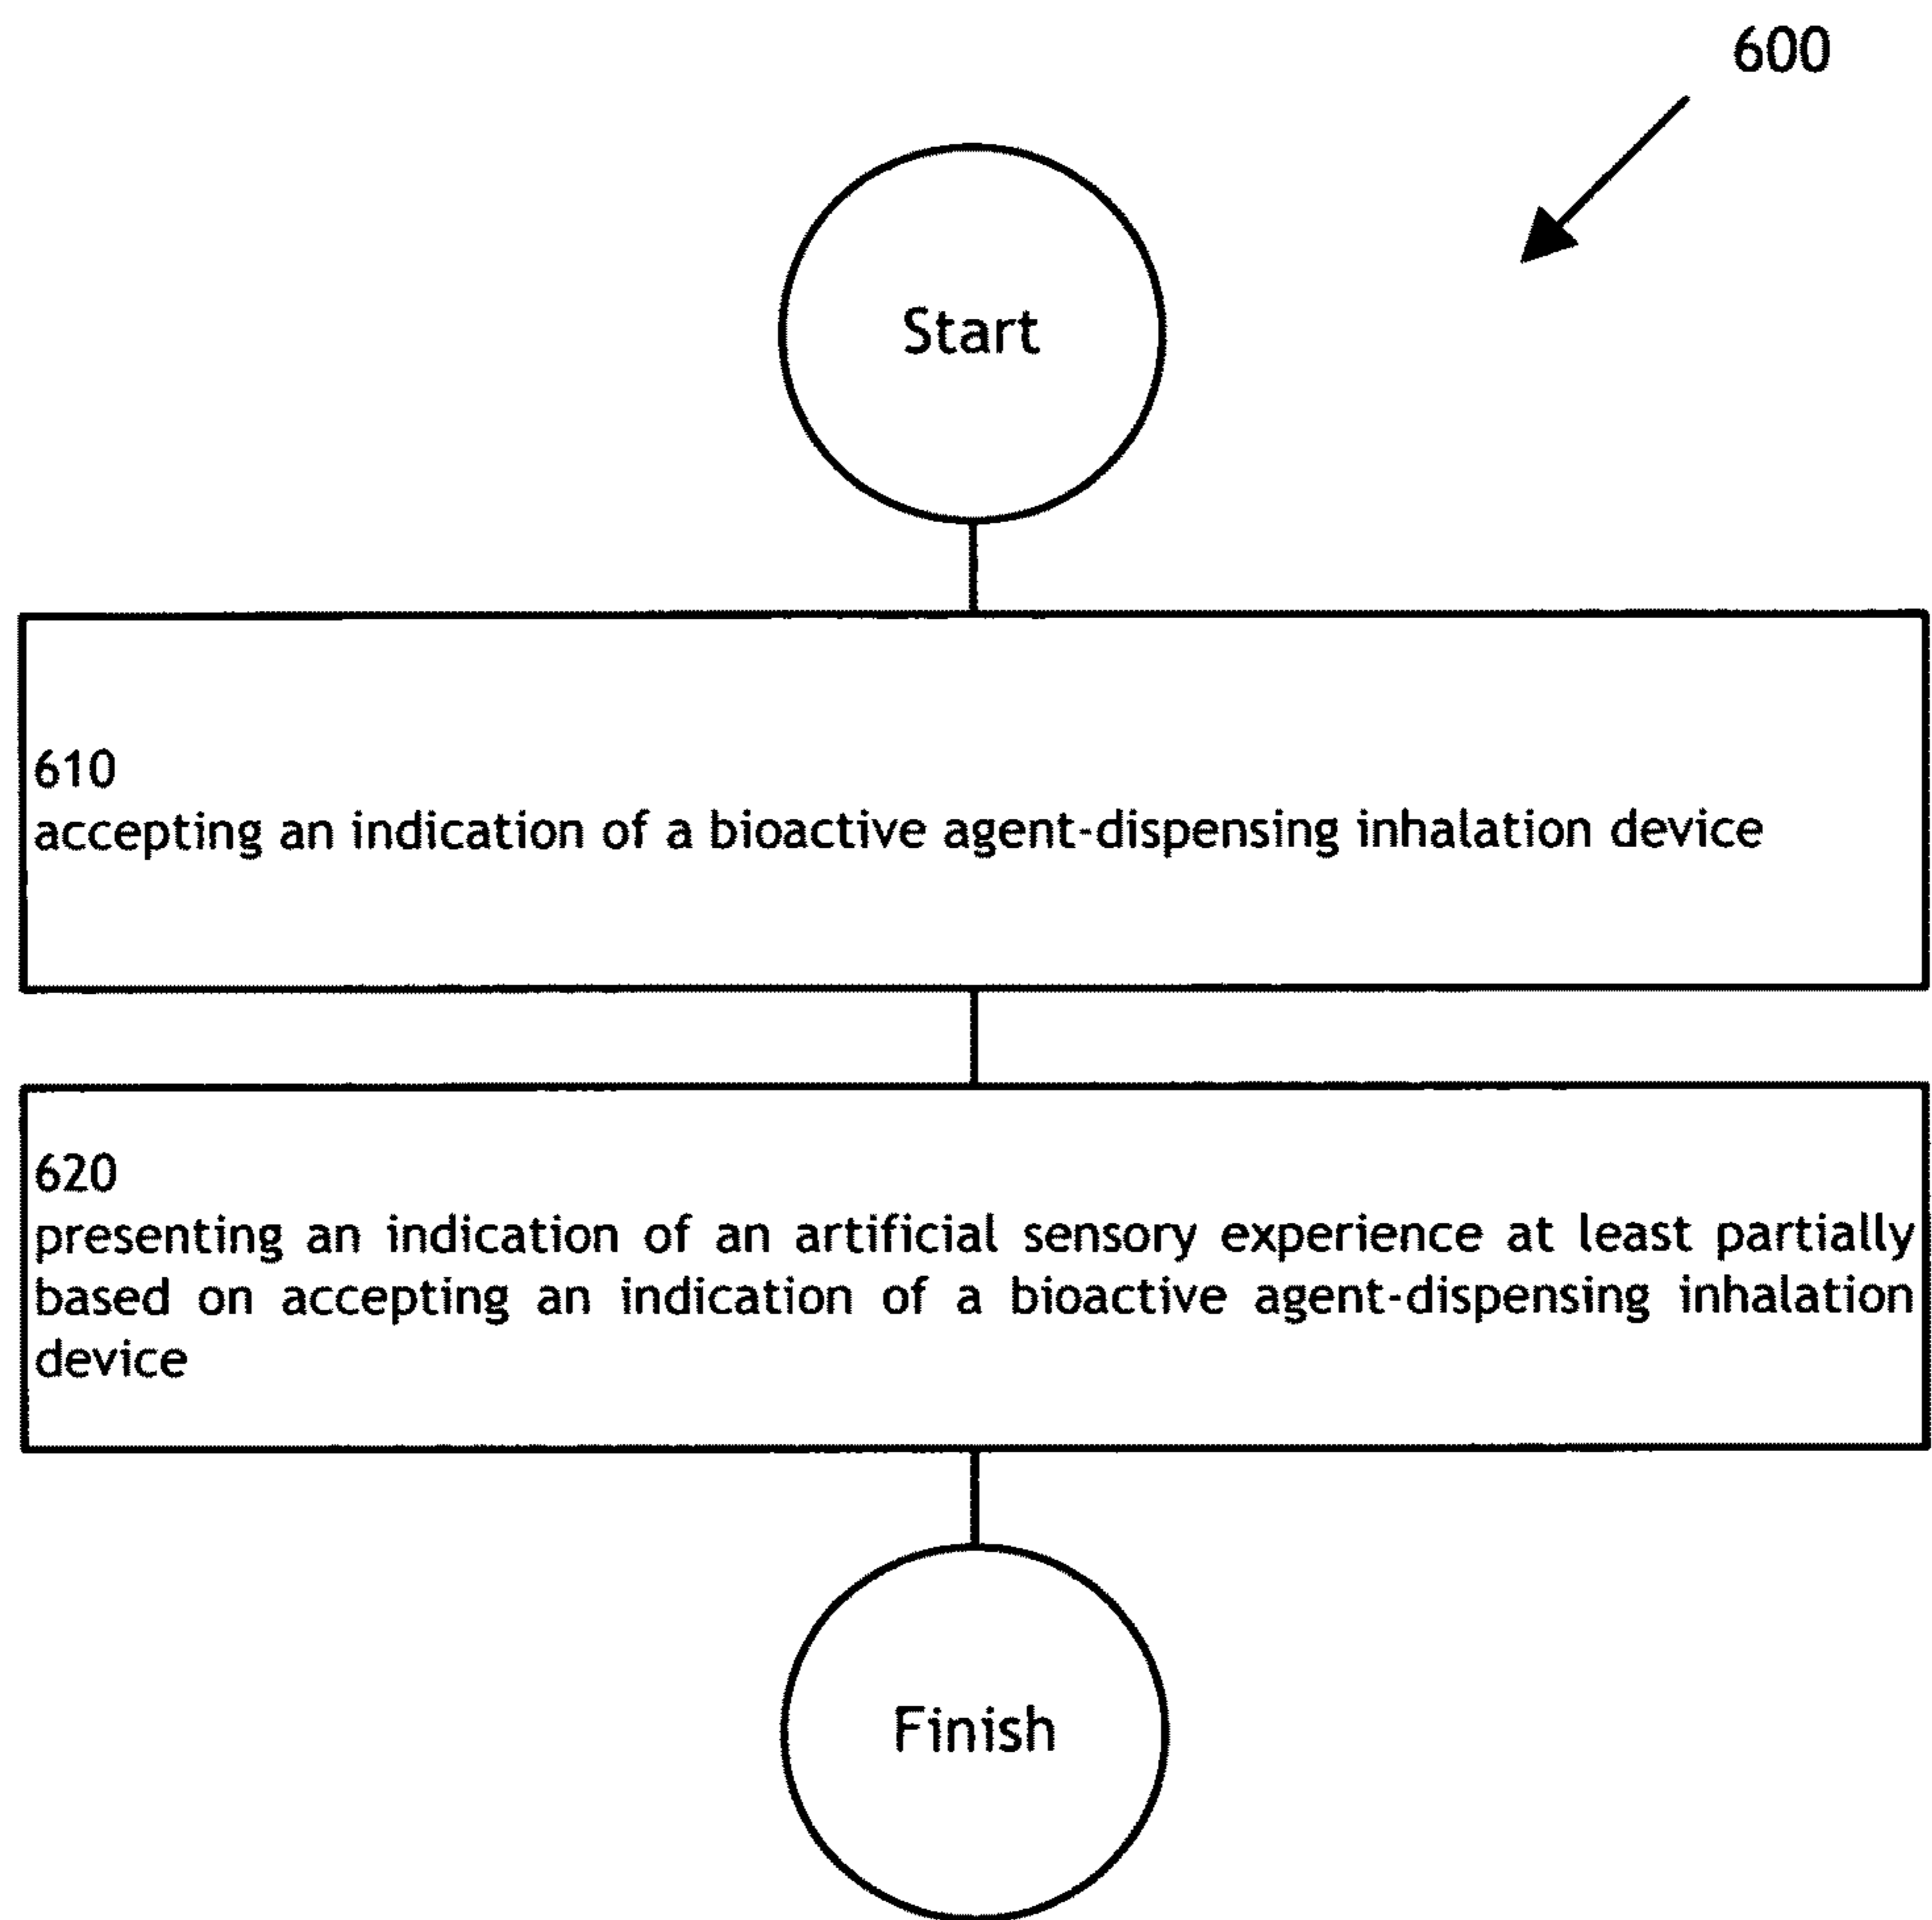 600
Start
610
accepting an indication of a bioactive agent-dispensing inhalation device
620
presenting an indication of an artificial sensory experience at least partially
based on accepting an indication of a bioactive agent-dispensing inhalation
device
Finish